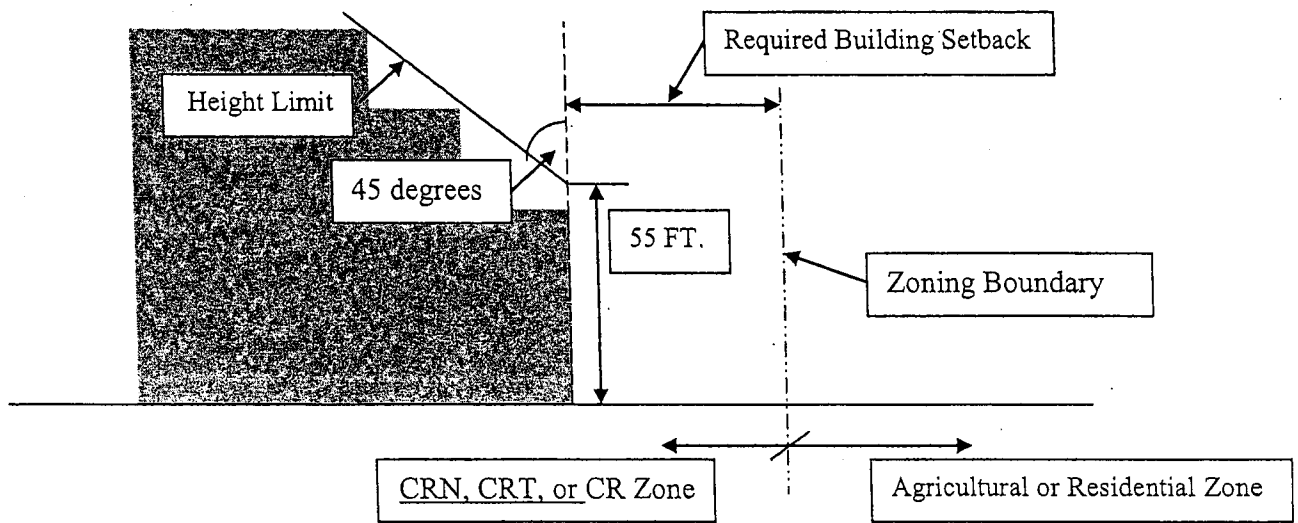 Required Building Setback
Height Limit
45 degrees
55 FT.
Zoning Boundary
CRN, CRT, or CR Zone
Agricultural or Residential Zone